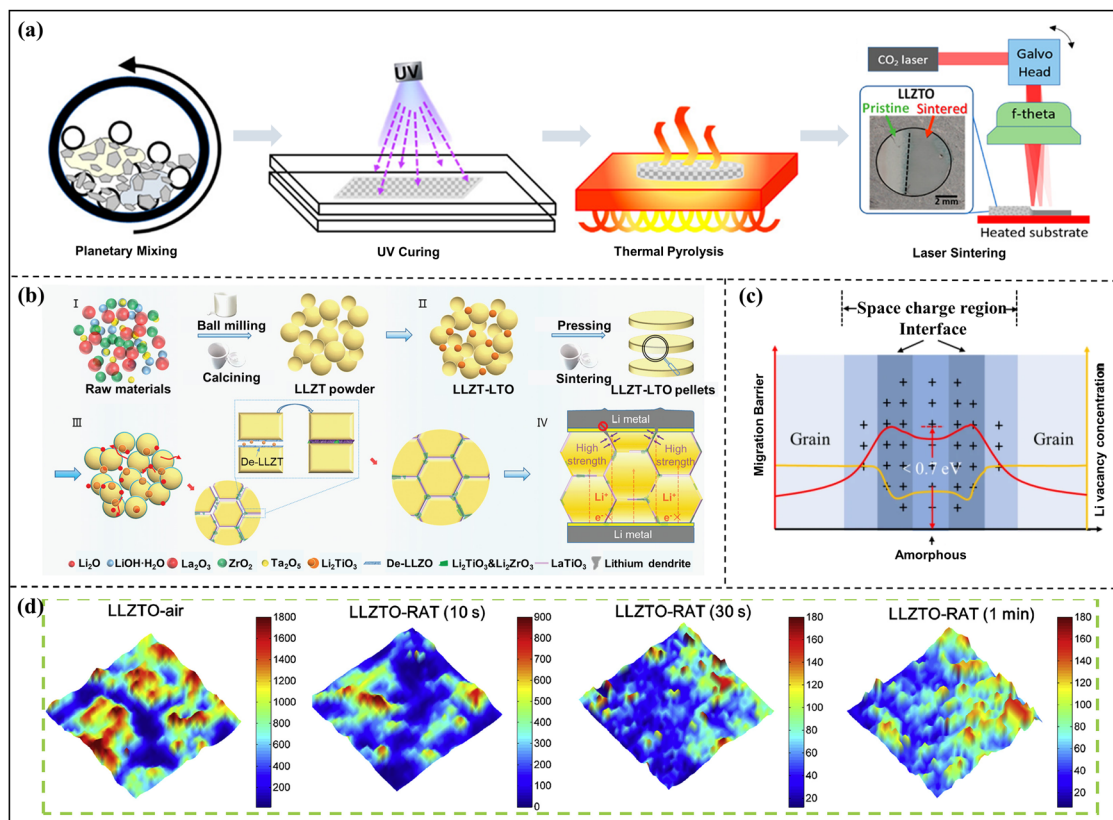 (a)
UV
CO₂ laser
Galvo
Head
f-theta
LLZTO
Pristine
Sintered
2 mm
Heated substrate
Planetary Mixing
UV Curing
Thermal Pyrolysis
Laser Sintering
(b)
I
Raw materials
Ball milling
Calcining
LLZT powder
II
LLZT-LTO
Pressing
Sintering
LLZT-LTO pellets
III
De-LLZT
IV
Li metal
High
strength
High
strength
Li⁺
e⁻
Li⁺
e⁻
Li metal
Li₂O
LiOH·H₂O
La₂O₃
ZrO₂
Ta₂O₅
Li₂TiO₃
De-LLZO
Li₂TiO₃&Li₂ZrO₃
LaTiO₃
Lithium dendrite
(c)
Space charge region
Interface
Migration Barrier
Grain
< 0.7 eV
Grain
Li vacancy concentration
Amorphous
(d)
LLZTO-air
1800
1600
1400
1200
1000
800
600
400
200
LLZTO-RAT (10 s)
900
800
700
600
500
400
300
200
100
0
LLZTO-RAT (30 s)
180
160
140
120
100
80
60
40
20
LLZTO-RAT (1 min)
180
160
140
120
100
80
60
40
20